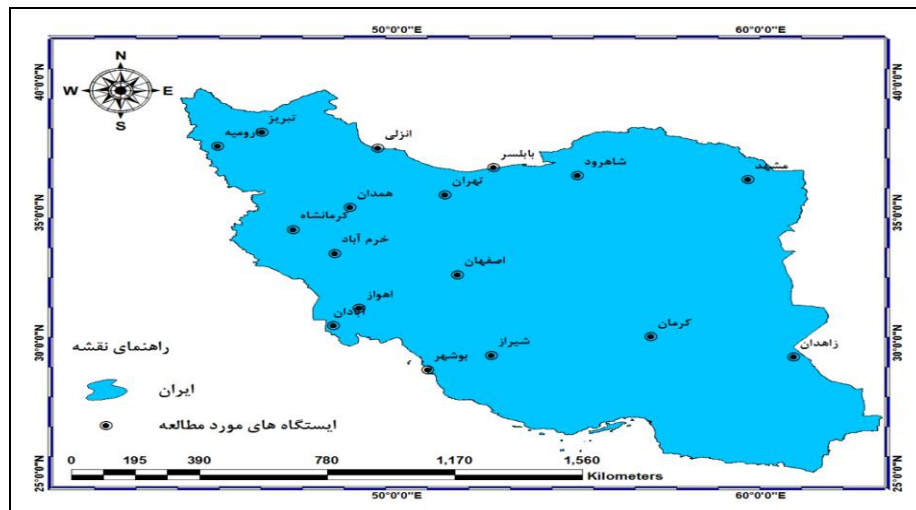 50°0'0"E
60°0'0"E
40°0'0"N
40°0'0"N
N
W
E
S
تبریز
رومیه
انزلی
بابلسر
شاهرود
مشهد
تهران
همدان
کرمانشاه
35°0'0"N
35°0'0"N
خرم آباد
اصفهان
اهواز
آبادان
کرمان
شیراز
زاهدان
بوشهر
30°0'0"N
30°0'0"N
راهنمای نقشه
ایران
ایستگاه های مورد مطالعه
0 195 390 780 1,170 1,560
Kilometers
25°0'0"N
25°0'0"N
50°0'0"E
60°0'0"E